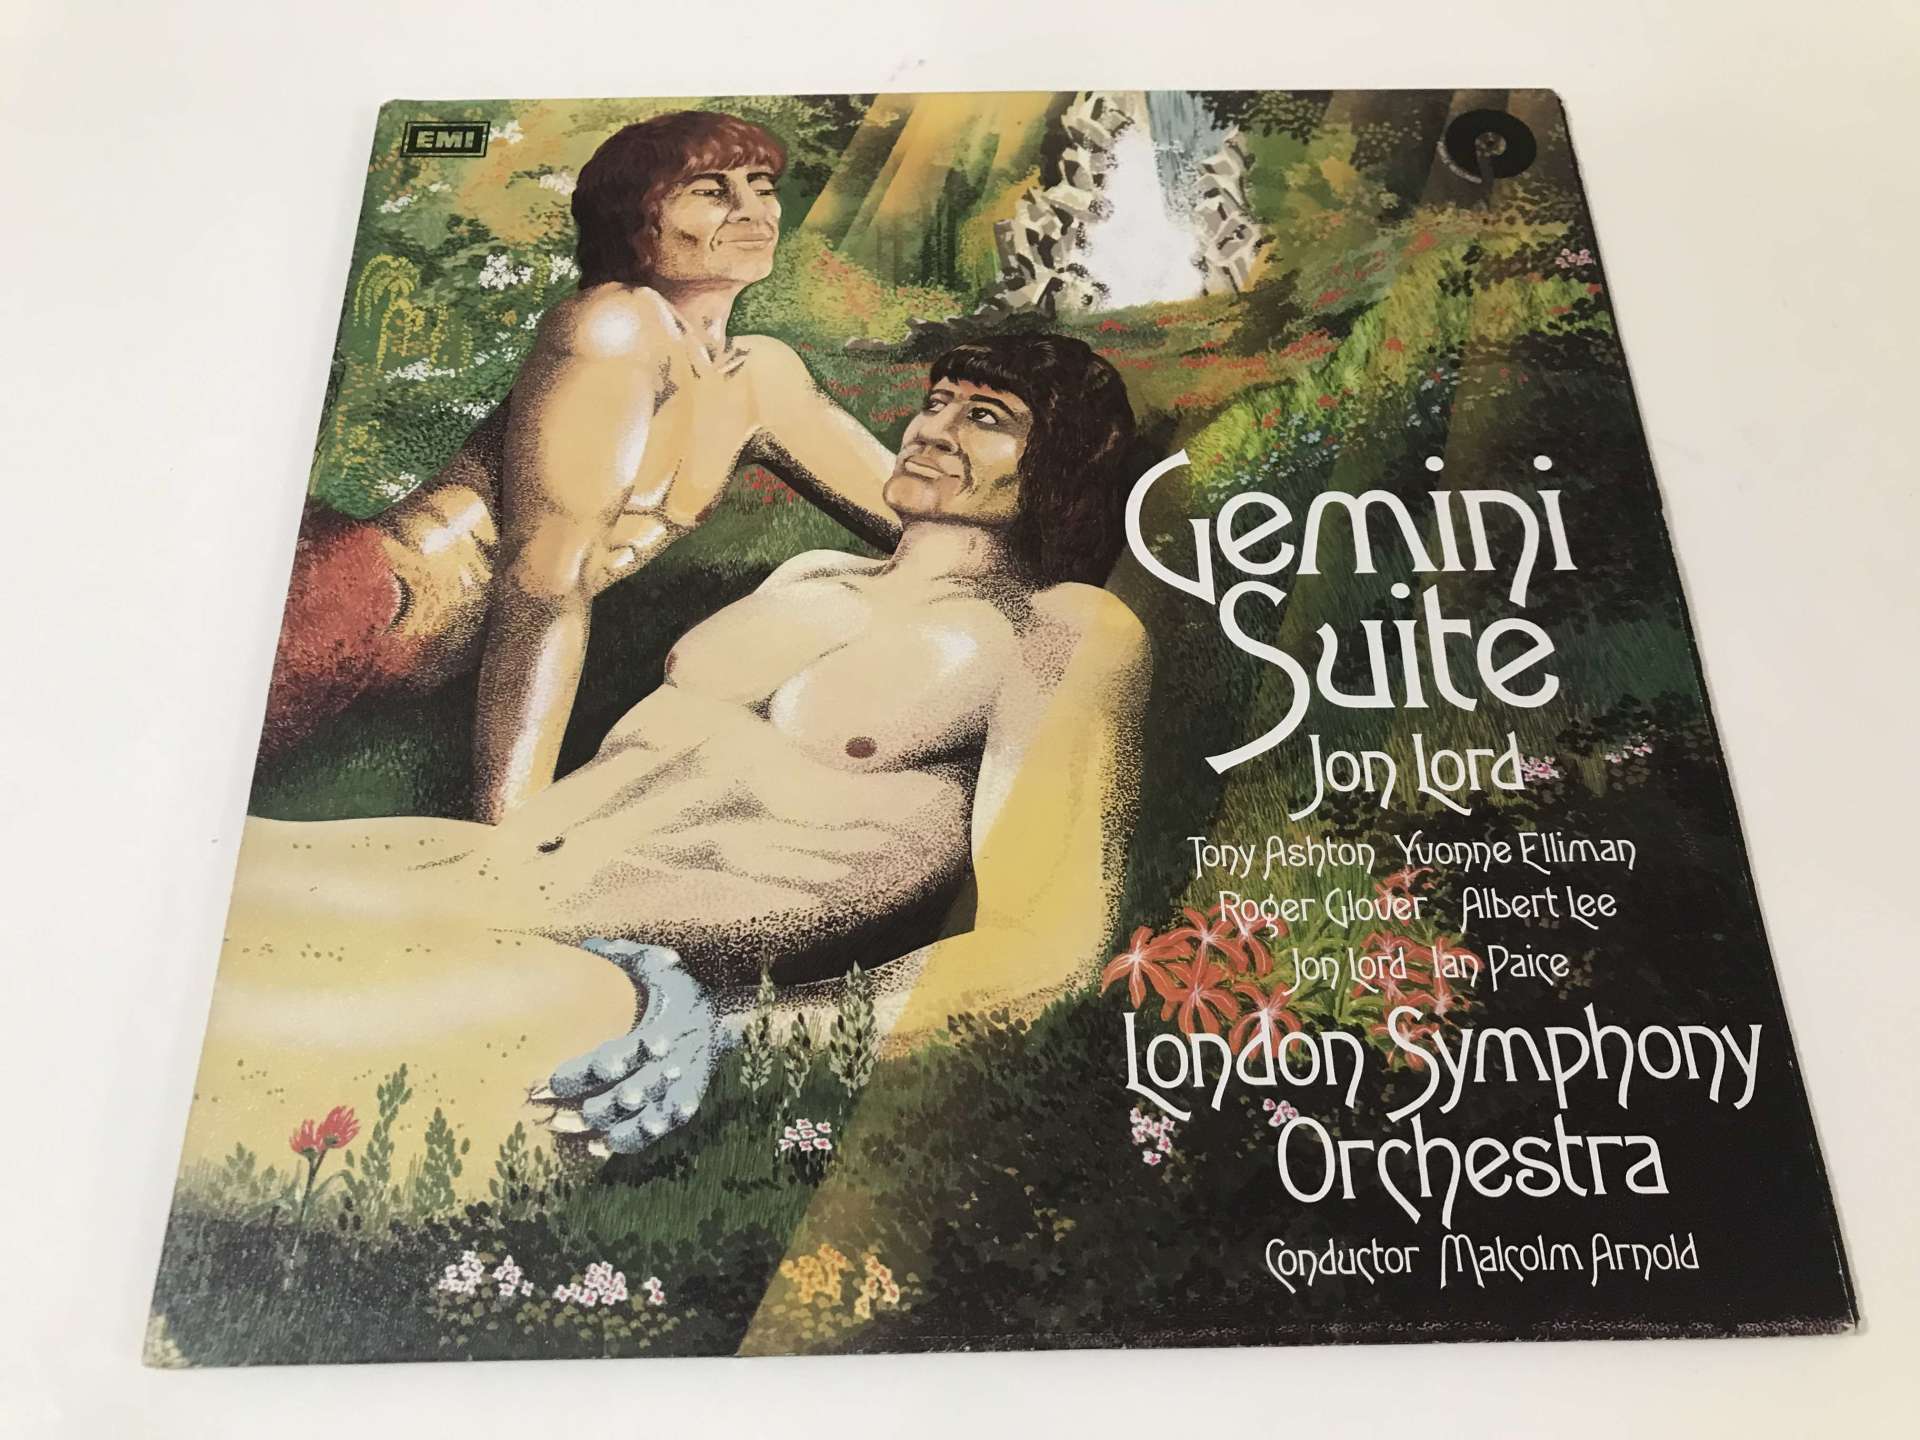 EMI
Gemini
Suite
Jon Lord
Tony Ashton Yvonne Elliman
Roger Glover Albert Lee
Jon Lord Ian Paice
London Symphony
Orchestra
Conductor Malcolm Arnold